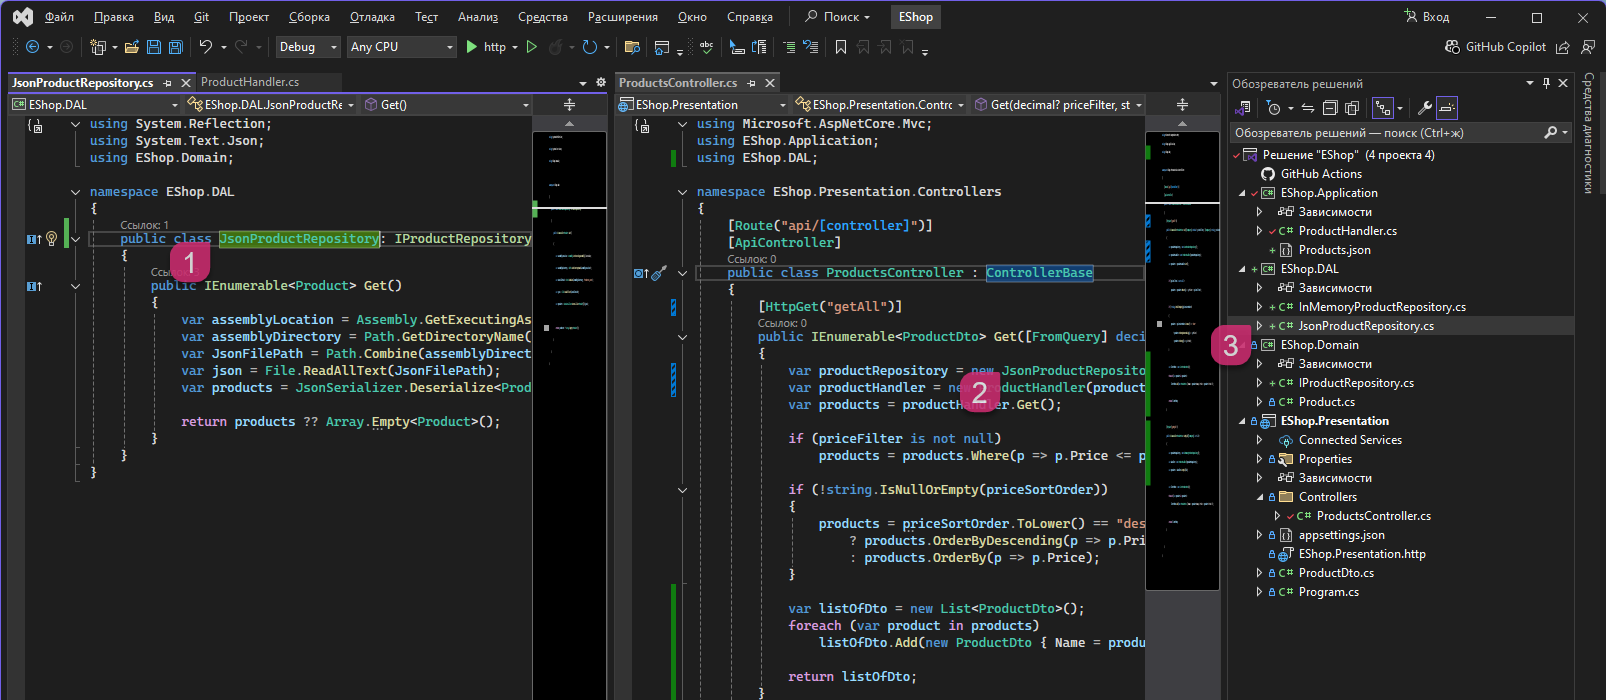 Файл Правка Вид Git Проект Сборка Отладка Тест Анализ Средства Расширения Окно Справка Поиск EShop Вход
Debug Any CPU http abc GitHub Copilot
JsonProductRepository.cs ProductHandler.cs
EShop.DAL EShop.DAL.JsonProductRe Get()
using System.Reflection;
using System.Text.Json;
using EShop.Domain;
namespace EShop.DAL
{
Ссылок: 1
public class JsonProductRepository: IProductRepository
1
{
public IEnumerable<Product> Get()
{
var assemblyLocation = Assembly.GetExecutingAs
var assemblyDirectory = Path.GetDirectoryName(
var JsonFilePath = Path.Combine(assemblyDirect
var json = File.ReadAllText(JsonFilePath);
var products = JsonSerializer.Deserialize<Prod
return products ?? Array.Empty<Product>();
}
}
}
ProductsController.cs
EShop.Presentation EShop.Presentation.Contrc Get(decimal? priceFilter, st
using Microsoft.AspNetCore.Mvc;
using EShop.Application;
using EShop.DAL;
namespace EShop.Presentation.Controllers
{
[Route("api/[controller]")]
[ApiController]
Ссылок: 0
public class ProductsController : ControllerBase
{
[HttpGet("getAll")]
Ссылок: 0
public IEnumerable<ProductDto> Get([FromQuery] deci
{
var productRepository = new JsonProductReposito
var productHandler = new ProductHandler(product
2
var products = productHandler.Get();
if (priceFilter is not null)
products = products.Where(p => p.Price <= p
if (!string.IsNullOrEmpty(priceSortOrder))
{
products = priceSortOrder.ToLower() == "des
? products.OrderByDescending(p => p.Pri
: products.OrderBy(p => p.Price);
}
var listOfDto = new List<ProductDto>();
foreach (var product in products)
listOfDto.Add(new ProductDto { Name = produ
return listOfDto;
}
Обозреватель решений
Обозреватель решений — поиск (Ctrl+ж)
Решение "EShop" (4 проекта 4)
GitHub Actions
EShop.Application
Зависимости
C# ProductHandler.cs
Products.json
EShop.DAL
Зависимости
C# InMemoryProductRepository.cs
C# JsonProductRepository.cs
3
EShop.Domain
Зависимости
C# IProductRepository.cs
C# Product.cs
EShop.Presentation
Connected Services
Properties
Зависимости
Controllers
C# ProductsController.cs
appsettings.json
EShop.Presentation.http
C# ProductDto.cs
C# Program.cs
Средства диагностики